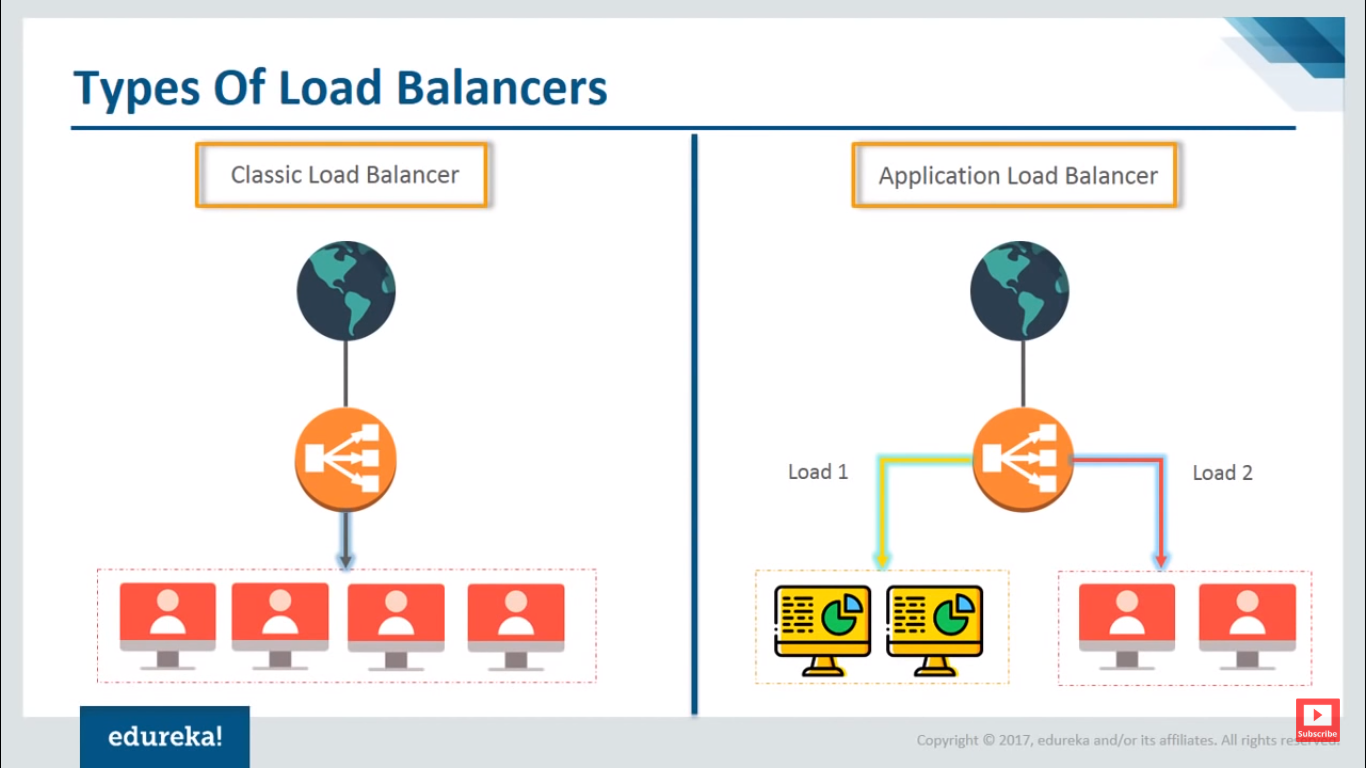 Types Of Load Balancers
Classic Load Balancer
Application Load Balancer
Load 1
Load 2
edureka!
Subscribe
Copyright © 2017, edureka and/or its affiliates. All rights reserved.